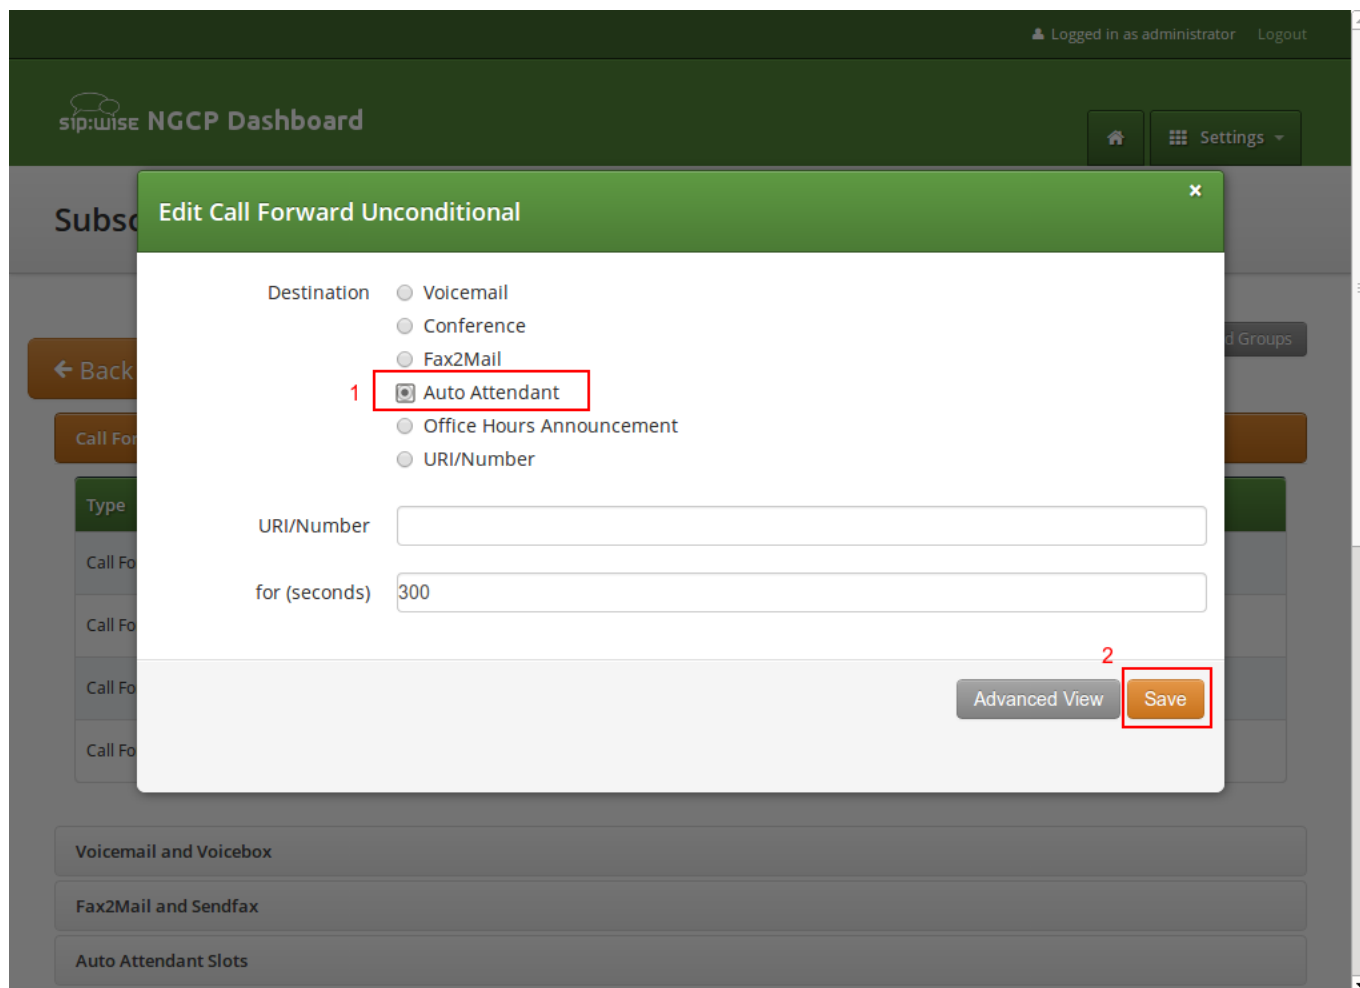 Logged in as administrator Logout
sip:wise NGCP Dashboard
Settings
Subsc
Edit Call Forward Unconditional
×
Destination
Voicemail
Conference
Fax2Mail
1
Auto Attendant
Office Hours Announcement
URI/Number
d Groups
Back
Call For
Type
URI/Number
Call Fo
for (seconds) 300
Call Fo
2
Call Fo
Advanced View Save
Call Fo
Voicemail and Voicebox
Fax2Mail and Sendfax
Auto Attendant Slots